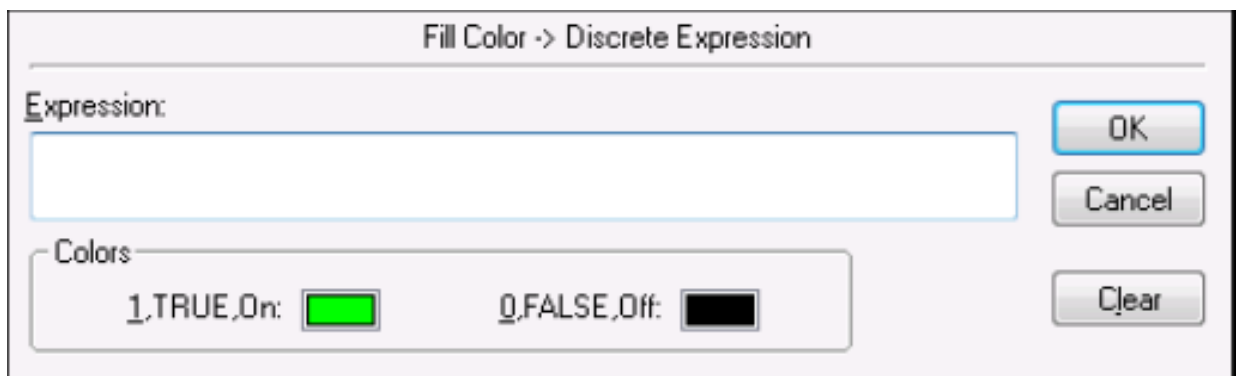 Fill Color -> Discrete Expression
Expression:
OK
Cancel
Colors
1,TRUE,On: 0,FALSE,Off:
Clear